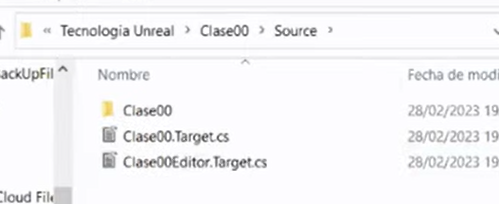 « Tecnología Unreal > Clase00 > Source >
ackUpFil
Nombre
Fecha de modi
Clase00
28/02/2023 19
Clase00.Target.cs
28/02/2023 19
Clase00Editor.Target.cs
28/02/2023 19
Cloud File